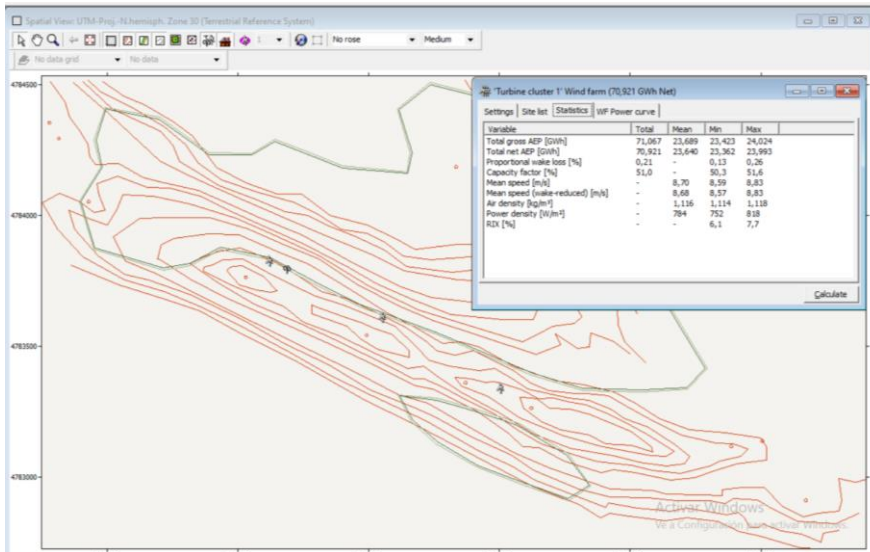 Spatial View: UTM-Proj.-N.hemisph. Zone 30 (Terrestrial Reference System)
No rose Medium
No data grid No data
4784500
4784000
4783500
4783000
'Turbine cluster 1' Wind farm (70,921 GWh Net)
Settings Site list Statistics WF Power curve
Variable Total Mean Min Max
Total gross AEP [GWh] 71,067 23,689 23,423 24,024
Total net AEP [GWh] 70,921 23,640 23,362 23,993
Proportional wake loss [%] 0,21 - 0,13 0,26
Capacity factor [%] 51,0 - 50,3 51,6
Mean speed [m/s] - 8,70 8,59 8,83
Mean speed (wake-reduced) [m/s] - 8,68 8,57 8,83
Air density [kg/m³] - 1,116 1,114 1,118
Power density [W/m²] - 784 752 818
RIX [%] - - 6,1 7,7
Calculate
Activar Windows
Ve a Configuración para activar Windows.